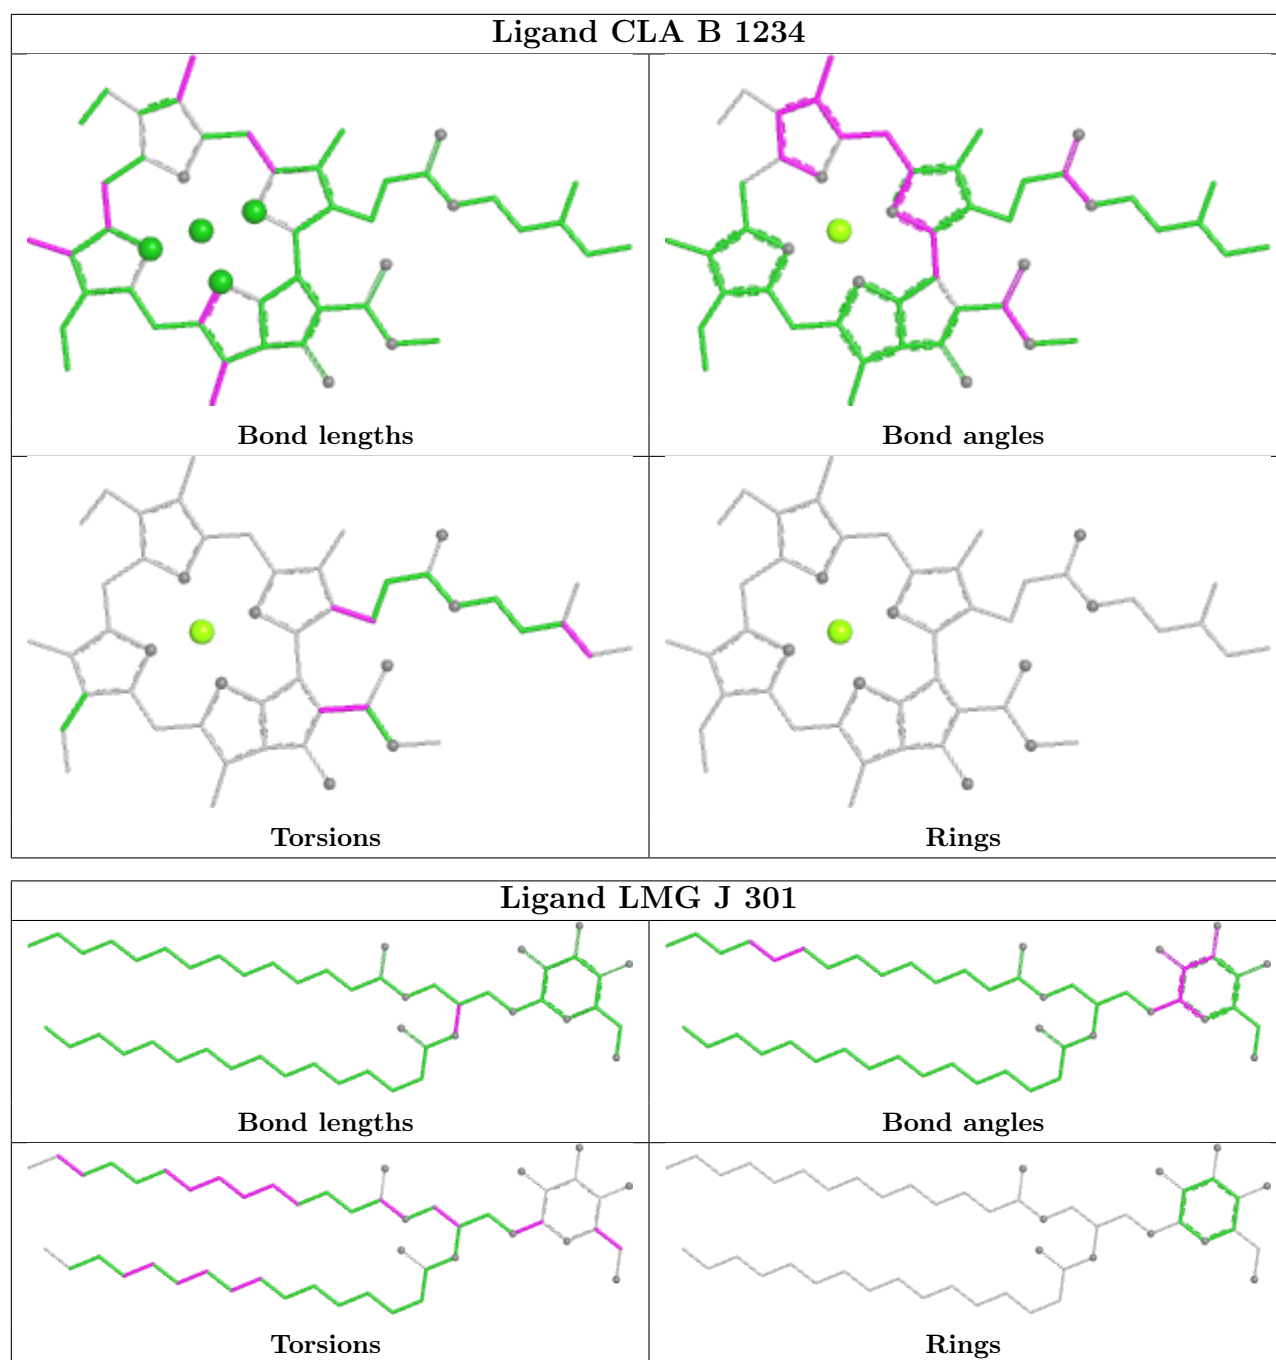 Ligand CLA B 1234
Bond lengths
Bond angles
Torsions
Rings
Ligand LMG J 301
Bond lengths
Bond angles
Torsions
Rings